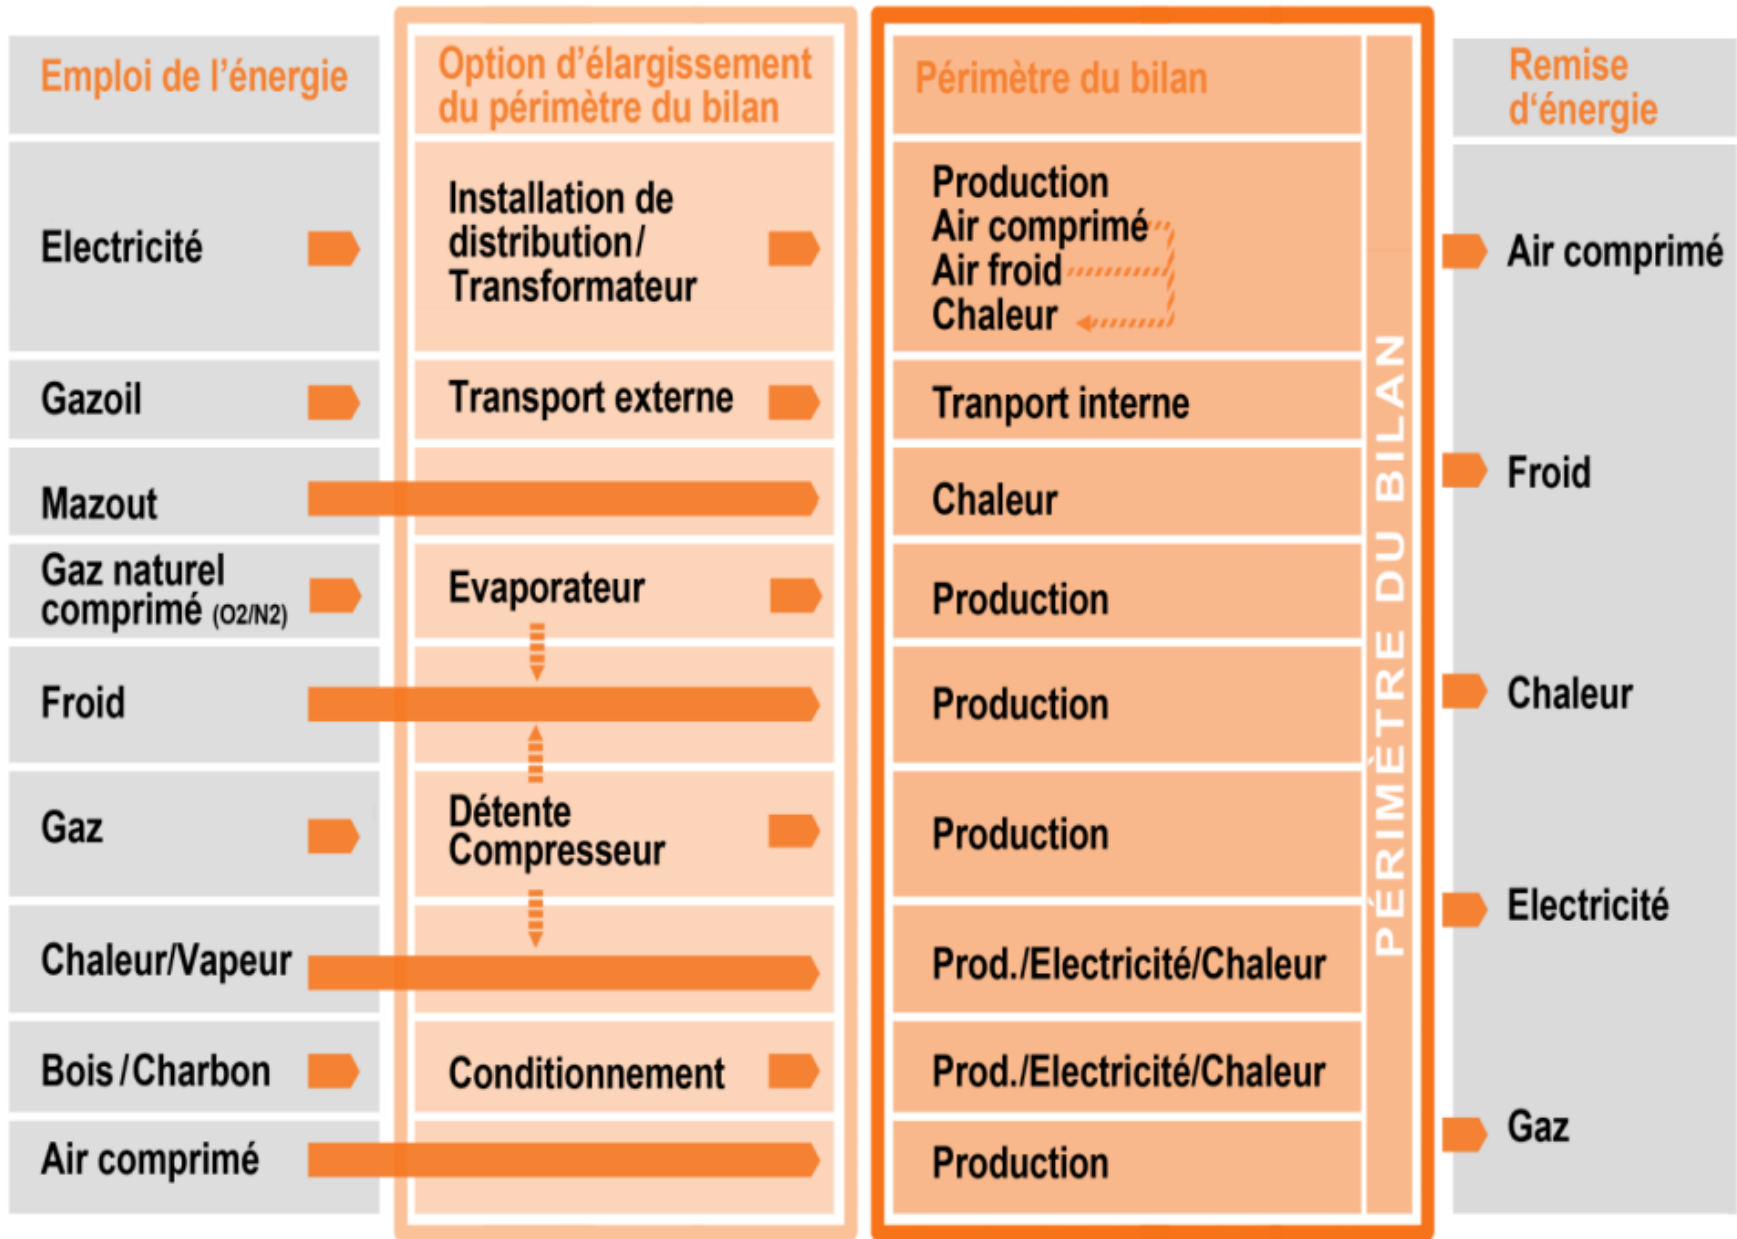 Emploi de l'énergie
Option d'élargissement
du périmètre du bilan
Périmètre du bilan
Remise
d'énergie
Electricité
Installation de
distribution/
Transformateur
Production
Air comprimé
Air froid
Chaleur
Gazoil
Transport externe
Tranport interne
Mazout
Chaleur
Gaz naturel
comprimé (O2/N2)
Evaporateur
Production
Froid
Production
Gaz
Détente
Compresseur
Production
Chaleur/Vapeur
Prod./Electricité/Chaleur
Bois/Charbon
Conditionnement
Prod./Electricité/Chaleur
Air comprimé
Production
PÉRIMÈTRE DU BILAN
Air comprimé
Froid
Chaleur
Electricité
Gaz